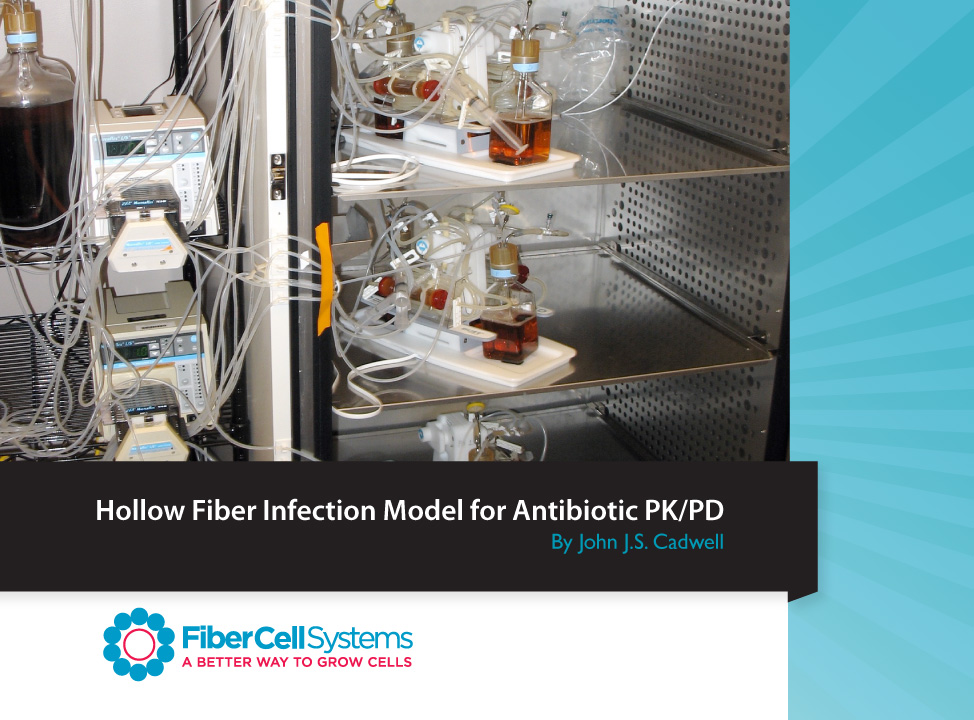 Hollow Fiber Infection Model for Antibiotic PK/PD
By John J.S. Cadwell
FiberCellSystems
A BETTER WAY TO GROW CELLS